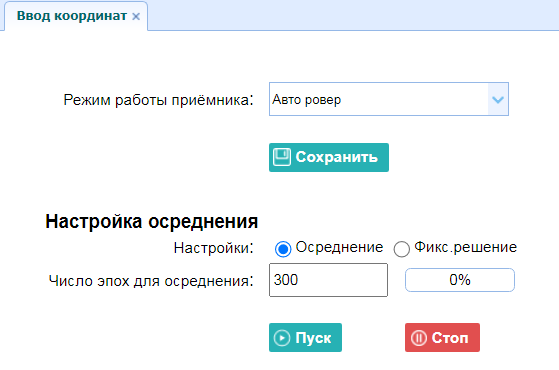 Ввод координат ×
Режим работы приёмника: Авто ровер
Сохранить
Настройка осреднения
Настройки: Осреднение Фикс.решение
Число эпох для осреднения: 300 0%
Пуск Стоп